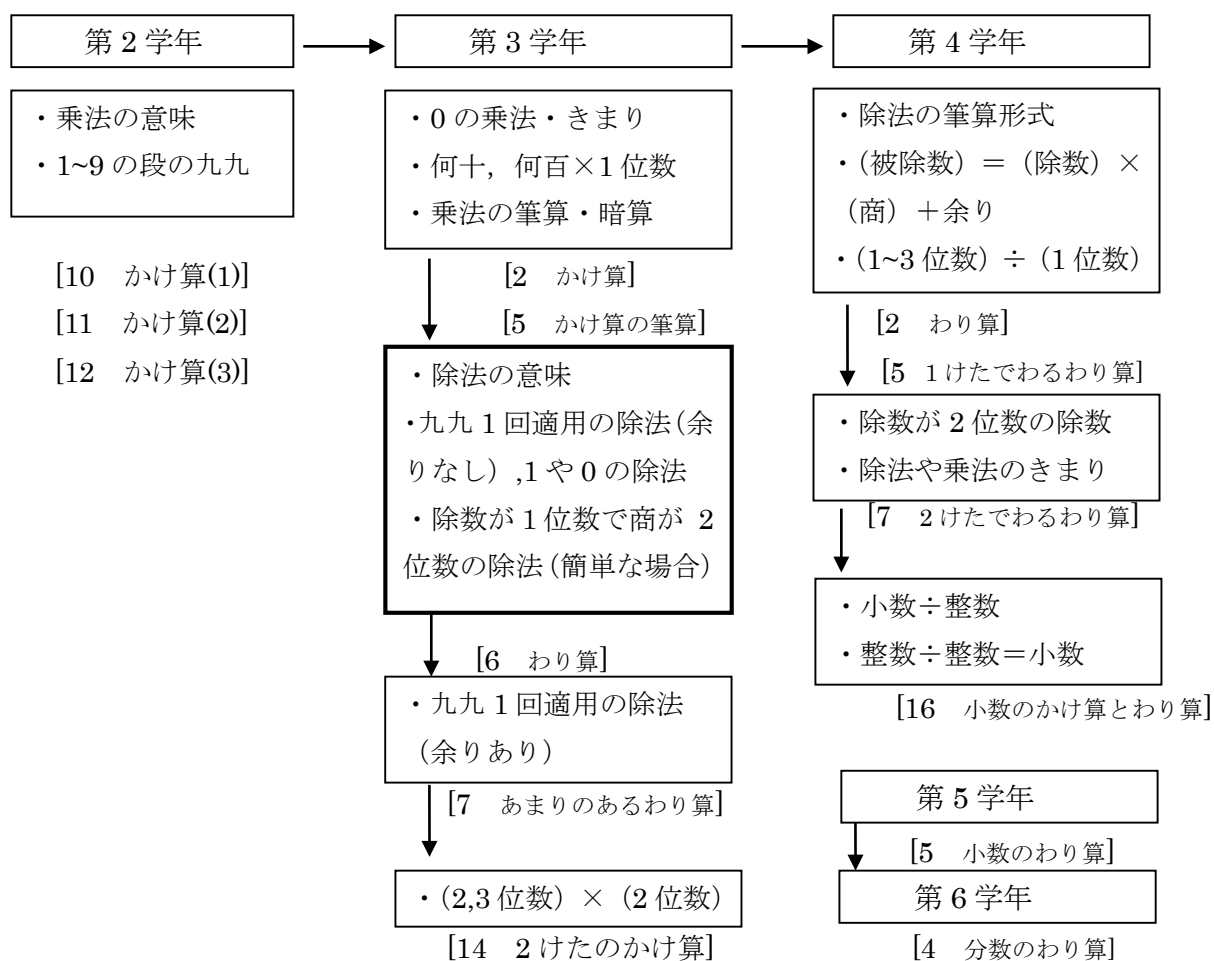 第2学年
第3学年
第4学年
・乗法の意味
・1~9の段の九九
[10 かけ算(1)]
[11 かけ算(2)]
[12 かけ算(3)]
・0の乗法・きまり
・何十，何百×1位数
・乗法の筆算・暗算
[2 かけ算]
[5 かけ算の筆算]
・除法の意味
・九九1回適用の除法(余
りなし）,1や0の除法
・除数が1位数で商が 2
位数の除法(簡単な場合)
[6 わり算]
・九九1回適用の除法
（余りあり）
[7 あまりのあるわり算]
・(2,3位数）×（2位数）
[14 2けたのかけ算]
・除法の筆算形式
・（被除数）＝（除数）×
（商）＋余り
・（1~3位数）÷（1位数）
[2 わり算]
[5 1けたでわるわり算]
・除数が2位数の除数
・除法や乗法のきまり
[7 2けたでわるわり算]
・小数÷整数
・整数÷整数＝小数
[16 小数のかけ算とわり算]
第5学年
[5 小数のわり算]
第6学年
[4 分数のわり算]